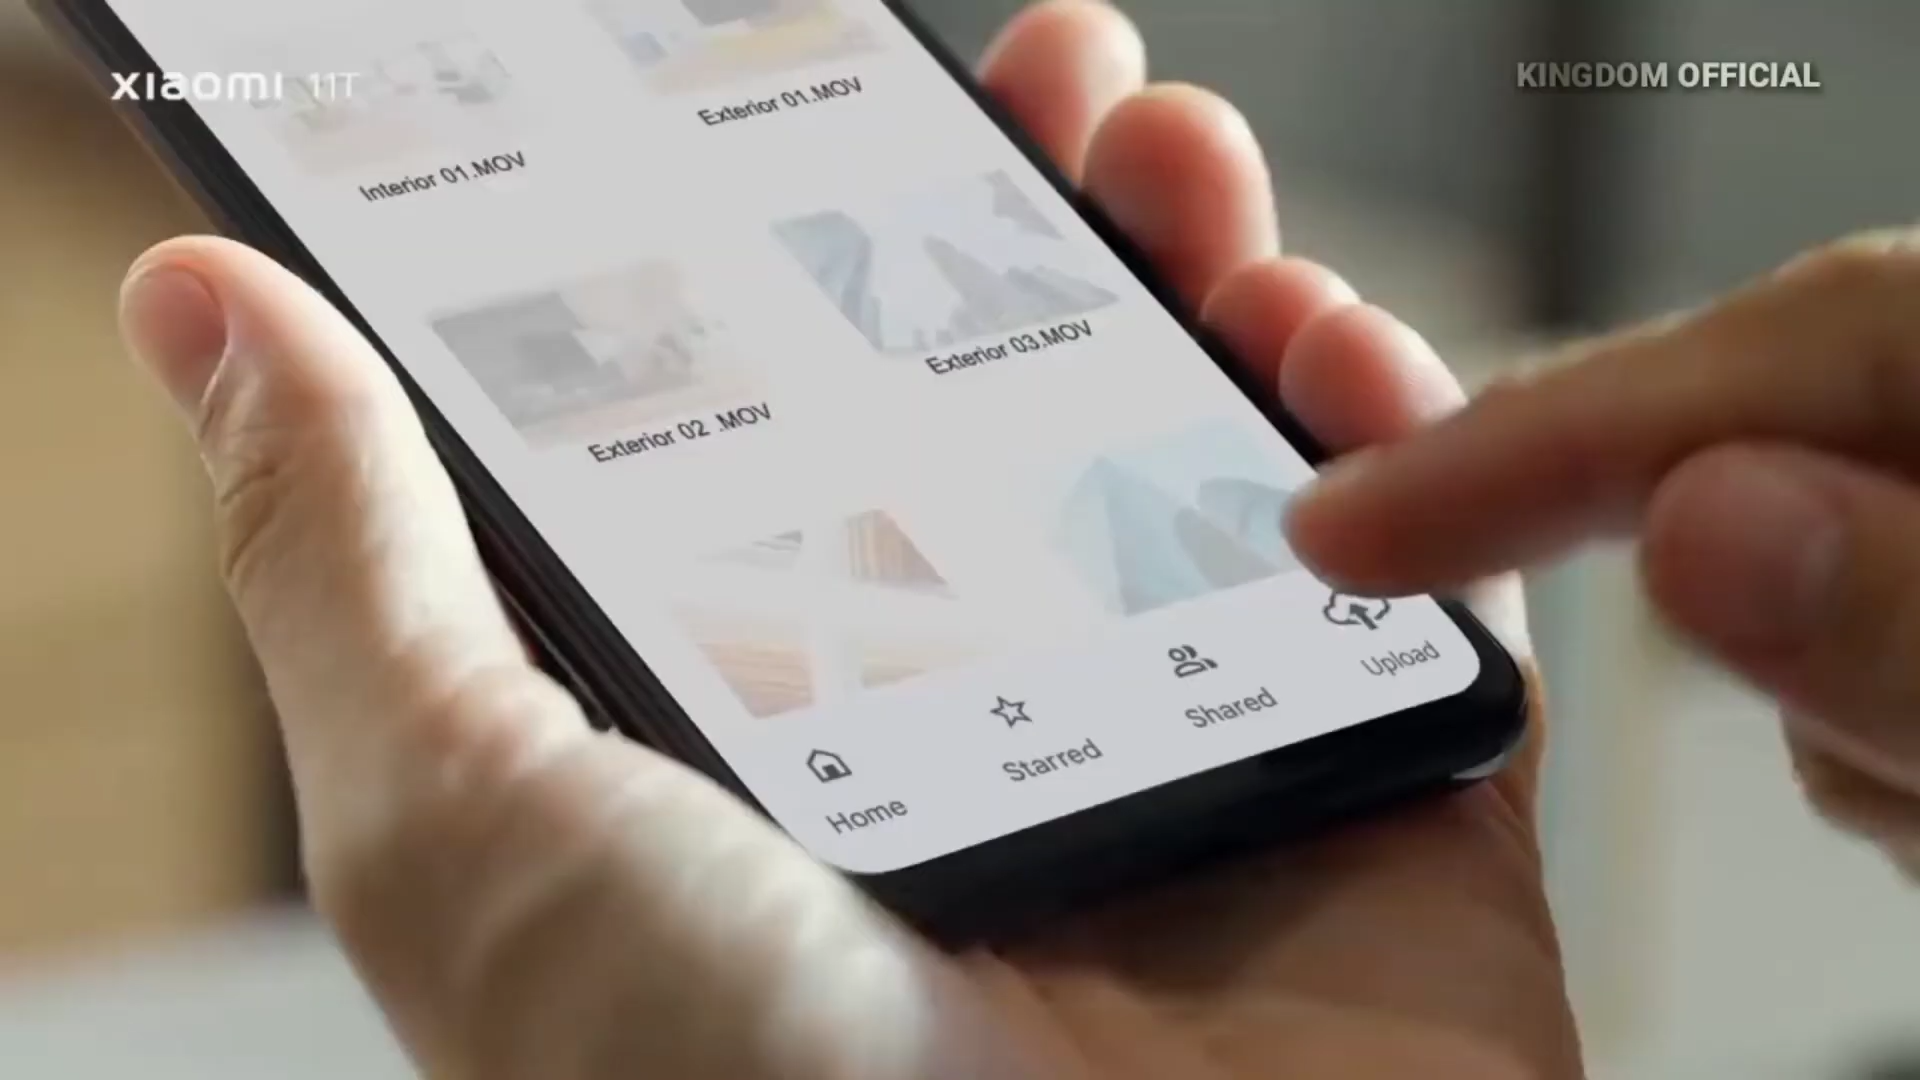 xiaomi 11T
KINGDOM OFFICIAL
Exterior 01.MOV
Interior 01.MOV
Exterior 03.MOV
Exterior 02 .MOV
Home
Starred
Shared
Upload